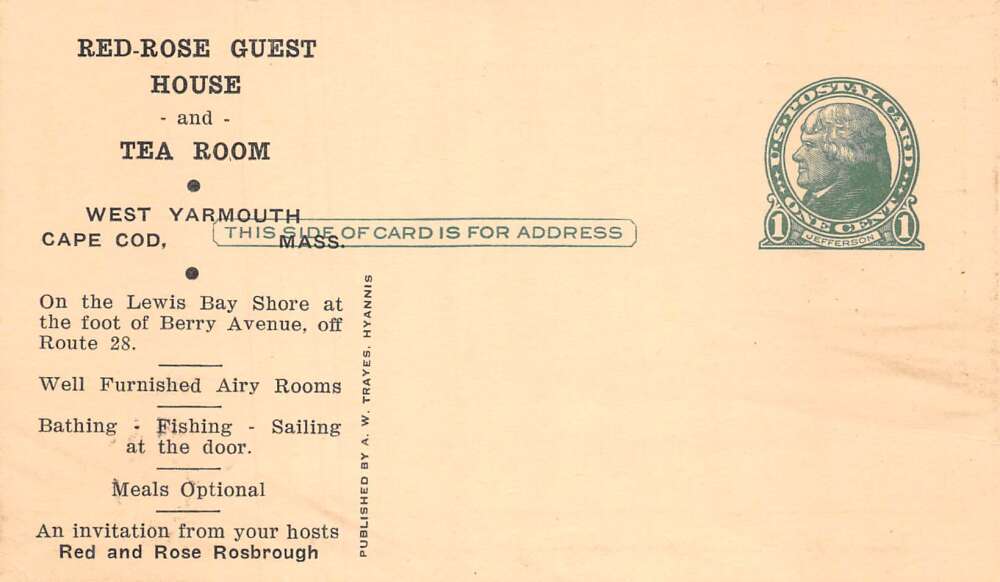 RED-ROSE GUEST
HOUSE
- and -
TEA ROOM
WEST YARMOUTH
CAPE COD, MASS.
On the Lewis Bay Shore at
the foot of Berry Avenue, off
Route 28.
Well Furnished Airy Rooms
Bathing - Fishing - Sailing
at the door.
Meals Optional
An invitation from your hosts
Red and Rose Rosbrough
THIS SIDE OF CARD IS FOR ADDRESS
PUBLISHED BY A. W. TRAYES, HYANNIS
U.S. POSTAL CARD
1 ONE CENT 1
JEFFERSON